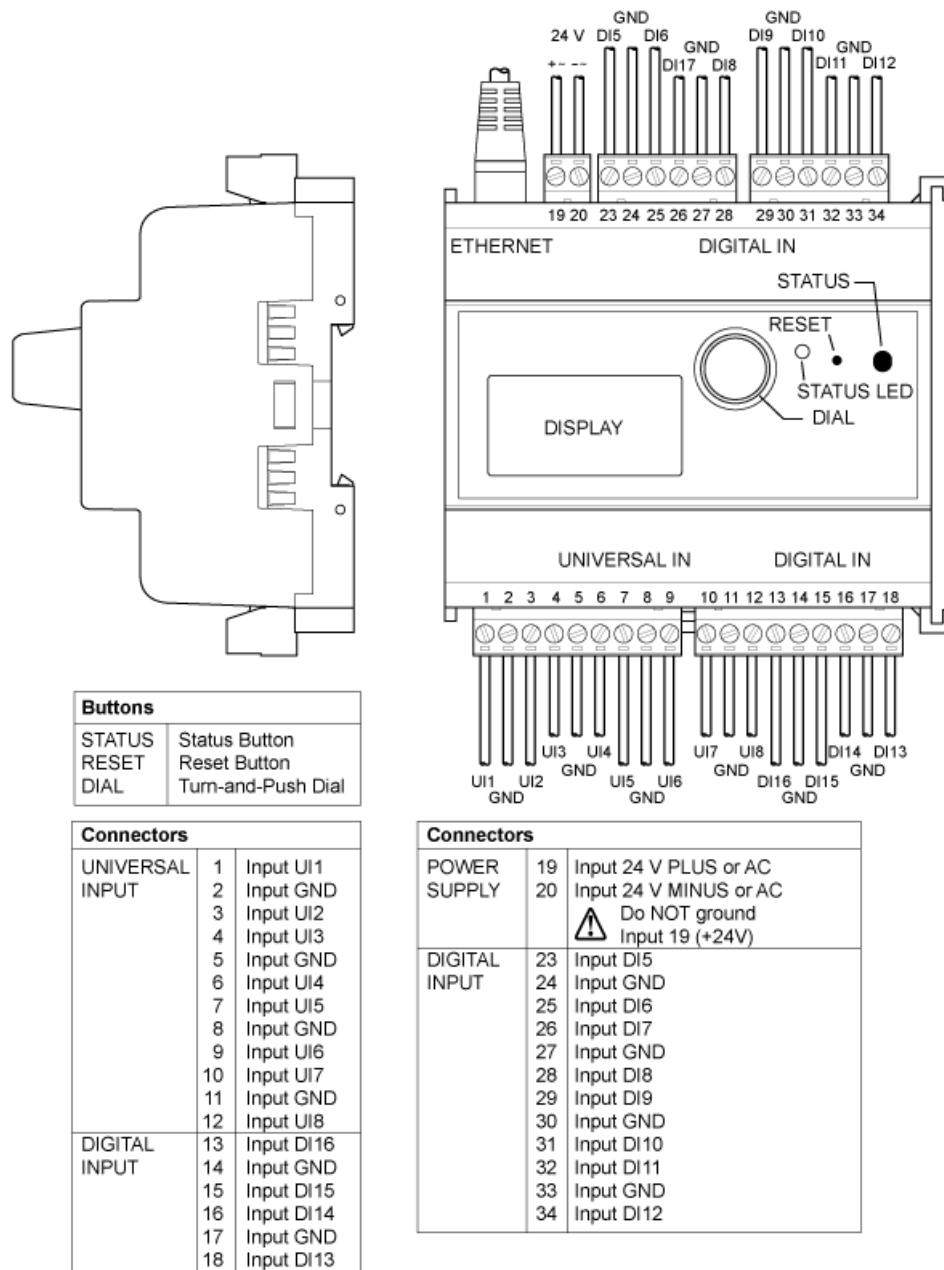 GND
GND
24 V DI5 DI6
DI9 DI10
GND
GND
+~ -~ DI17 DI8
DI11 DI12
19 20 23 24 25 26 27 28 29 30 31 32 33 34
ETHERNET DIGITAL IN
STATUS
RESET
STATUS LED
DIAL
DISPLAY
UNIVERSAL IN DIGITAL IN
1 2 3 4 5 6 7 8 9 10 11 12 13 14 15 16 17 18
UI3 UI4 UI7 UI8 DI14 DI13
GND GND GND
UI1 UI2 UI5 UI6 DI16 DI15
GND GND GND
Buttons
STATUS Status Button
RESET Reset Button
DIAL Turn-and-Push Dial
Connectors
UNIVERSAL 1 Input UI1
INPUT 2 Input GND
3 Input UI2
4 Input UI3
5 Input GND
6 Input UI4
7 Input UI5
8 Input GND
9 Input UI6
10 Input UI7
11 Input GND
12 Input UI8
DIGITAL 13 Input DI16
INPUT 14 Input GND
15 Input DI15
16 Input DI14
17 Input GND
18 Input DI13
Connectors
POWER 19 Input 24 V PLUS or AC
SUPPLY 20 Input 24 V MINUS or AC
Do NOT ground
Input 19 (+24V)
DIGITAL 23 Input DI5
INPUT 24 Input GND
25 Input DI6
26 Input DI7
27 Input GND
28 Input DI8
29 Input DI9
30 Input GND
31 Input DI10
32 Input DI11
33 Input GND
34 Input DI12